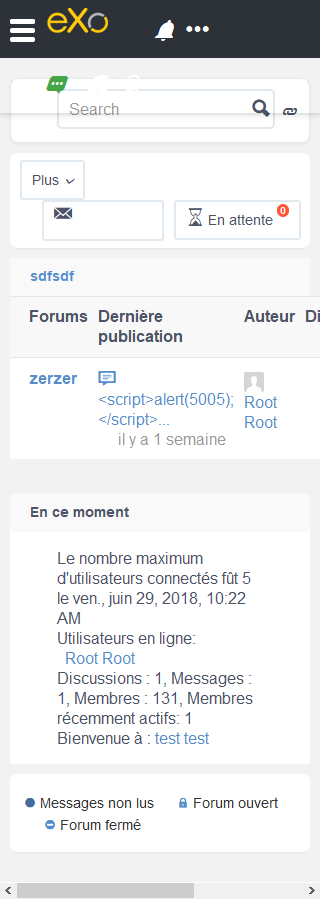 eXo
Search
Plus
En attente 0
sdfsdf
Forums Dernière publication Auteur Di
zerzer
<script>alert(5005);
</script>...
il y a 1 semaine
Root
Root
En ce moment
Le nombre maximum
d'utilisateurs connectés fût 5
le ven., juin 29, 2018, 10:22
AM
Utilisateurs en ligne:
Root Root
Discussions : 1, Messages :
1, Membres : 131, Membres
récemment actifs: 1
Bienvenue à : test test
Messages non lus Forum ouvert
Forum fermé